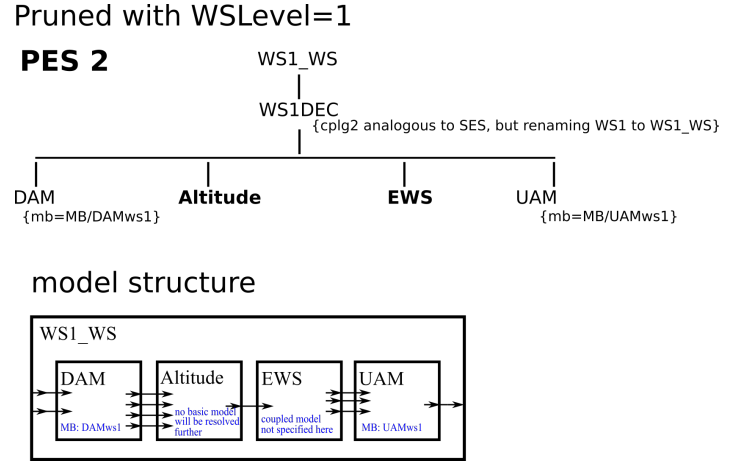 Pruned with WSLevel=1
PES 2
WS1_WS
WS1DEC
{cplg2 analogous to SES, but renaming WS1 to WS1_WS}
DAM
Altitude
EWS
UAM
{mb=MB/DAMws1}
{mb=MB/UAMws1}
model structure
WS1_WS
DAM
MB: DAMws1
Altitude
no basic model
will be resolved
further
EWS
coupled model
not specified here
UAM
MB: UAMws1